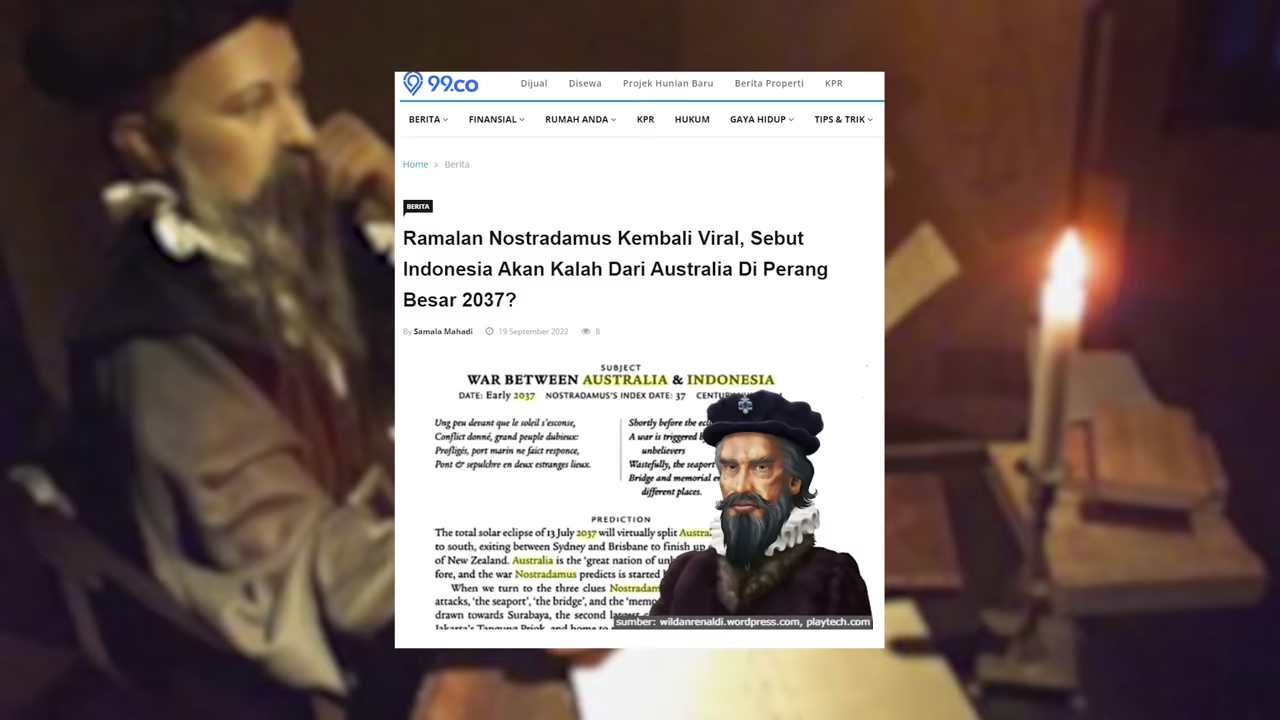 99.co
Dijual Disewa Projek Hunian Baru Berita Properti KPR
BERITA FINANSIAL RUMAH ANDA KPR HUKUM GAYA HIDUP TIPS & TRIK
Home > Berita
BERITA
Ramalan Nostradamus Kembali Viral, Sebut
Indonesia Akan Kalah Dari Australia Di Perang
Besar 2037?
By Samala Mahadi 19 September 2022 8
SUBJECT
WAR BETWEEN AUSTRALIA & INDONESIA
DATE: Early 2037 NOSTRADAMUS'S INDEX DATE: 37
Ung peu devant que le soleil s'esconse,
Conflict donné, grand peuple dubieux:
Profligés, port marin ne faict responce,
Pont & sepulchre en deux estranges lieux.
Shortly before the
A war is triggered
unbelievers
Wastefully, the seaport
Bridge and memorial
different places.
PREDICTION
The total solar eclipse of 13 July 2037 will virtually split
to south, exiting between Sydney and Brisbane to finish up
of New Zealand. Australia is the 'great nation of
fore, and the war Nostradamus predicts is started
When we turn to the three clues
attacks, 'the seaport', 'the bridge', and the
drawn towards Surabaya, the second largest
Jakarta's Tanjung Priok, and home to
sumber: wildanrenaldi.wordpress.com, playtech.com